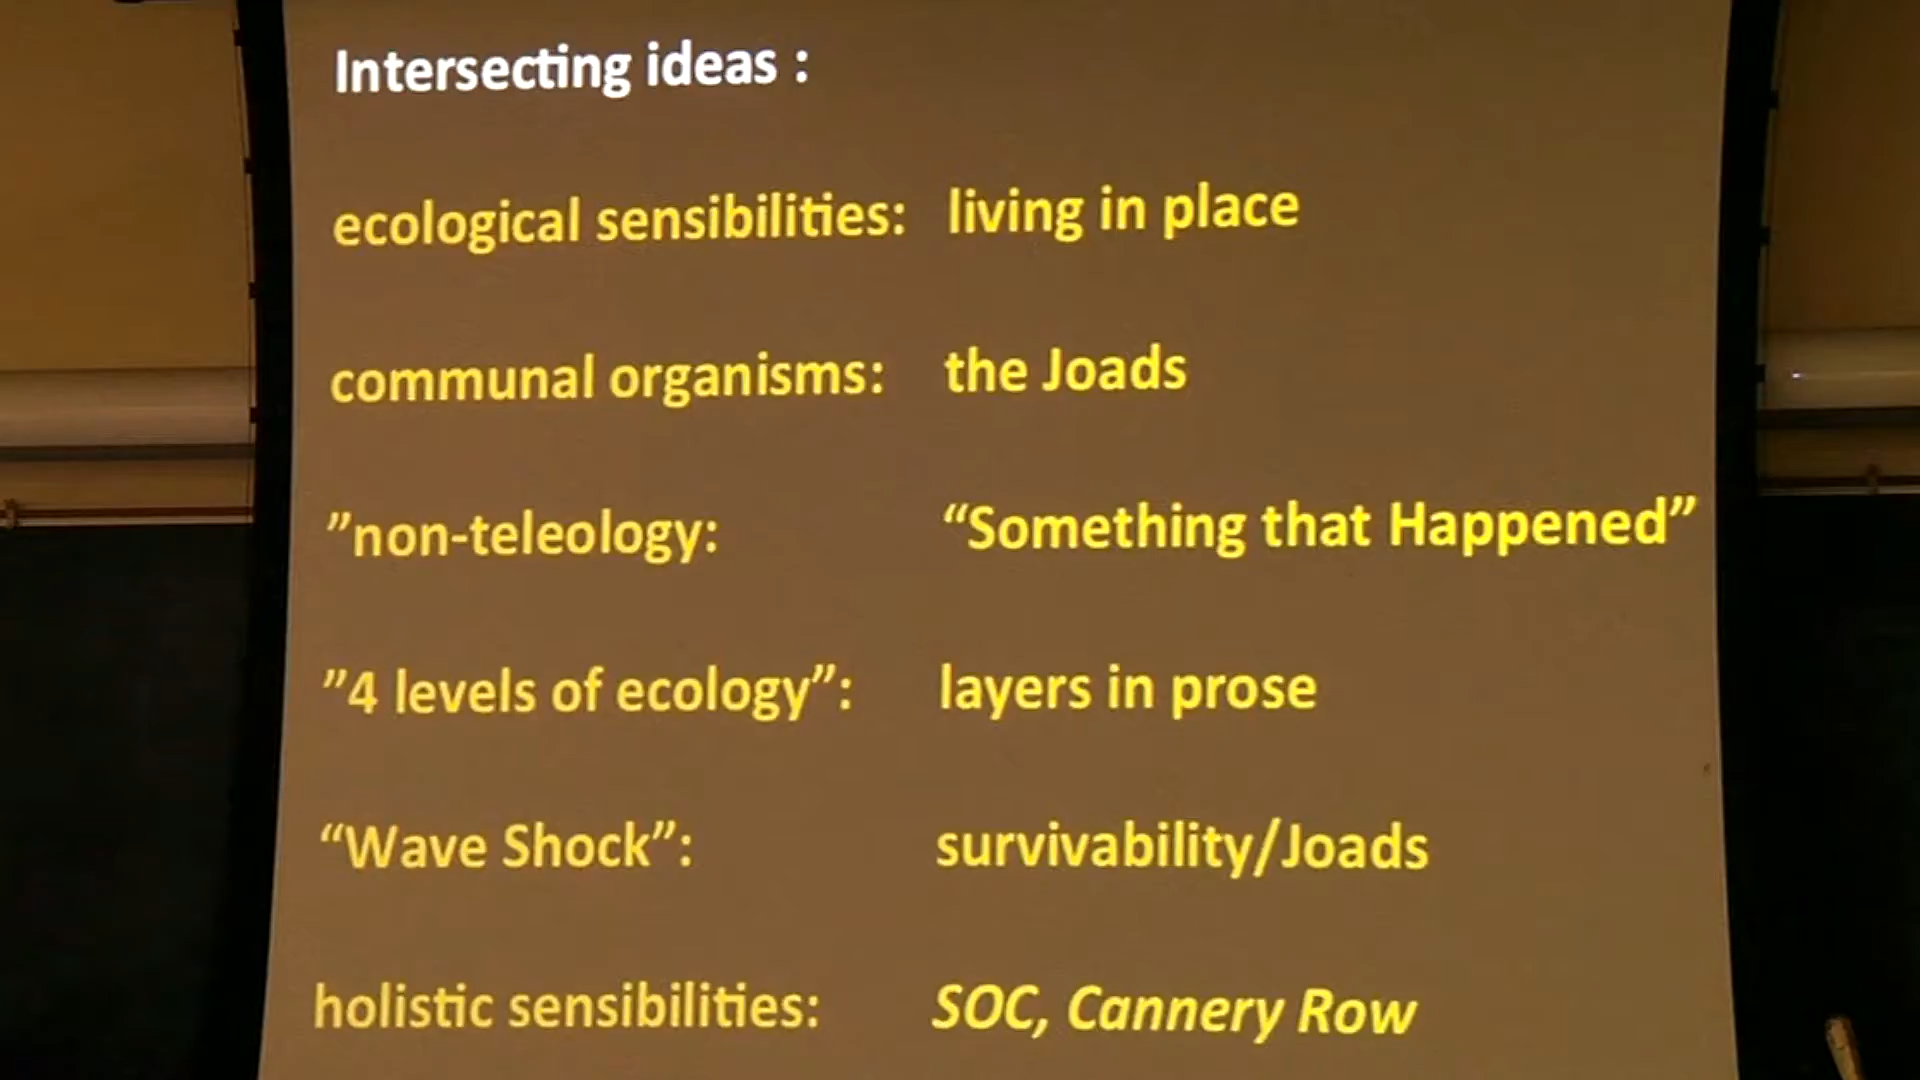 Intersecting ideas :
ecological sensibilities: living in place
communal organisms: the Joads
”non-teleology: “Something that Happened”
”4 levels of ecology”: layers in prose
“Wave Shock”: survivability/Joads
holistic sensibilities: SOC, Cannery Row